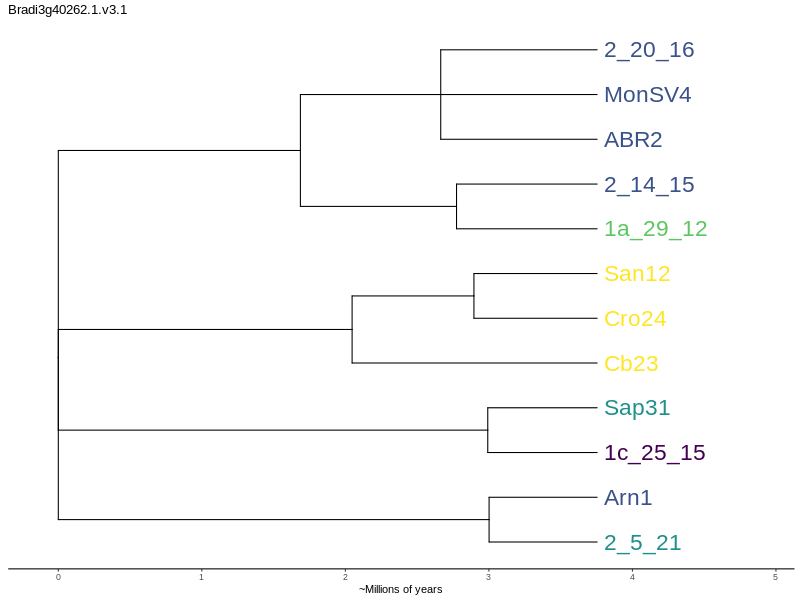 Bradi3g40262.1.v3.1
2_20_16
MonSV4
ABR2
2_14_15
1a_29_12
San12
Cro24
Cb23
Sap31
1c_25_15
Arn1
2_5_21
0 1 2 3 4 5
~Millions of years